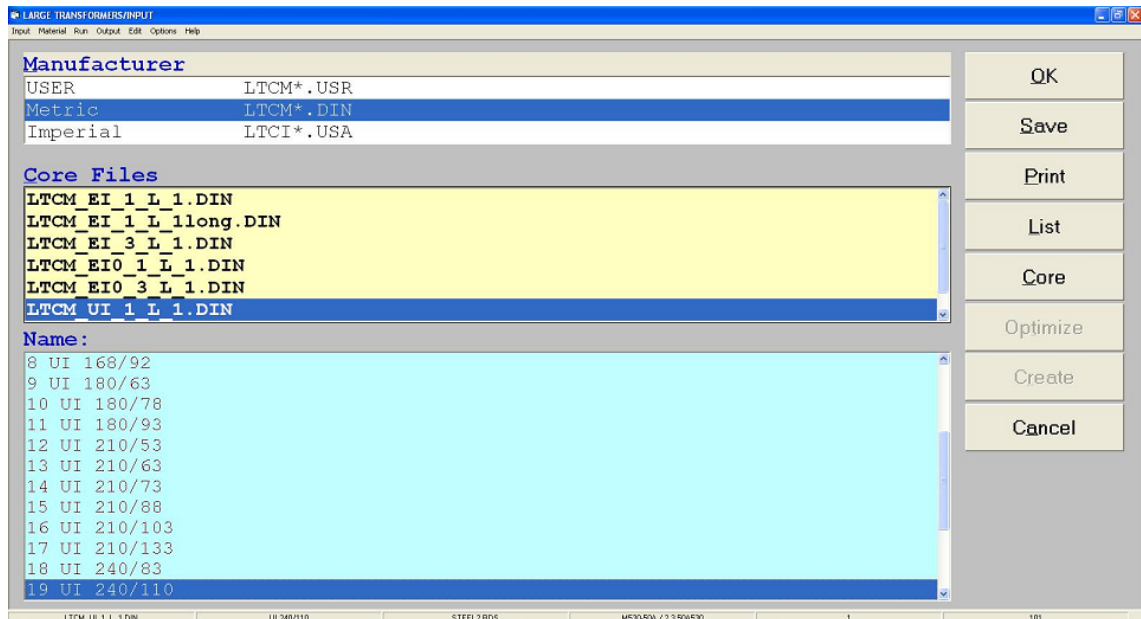 LARGE TRANSFORMERS/INPUT
Input Material Run Output Edit Options Help
Manufacturer
USER LTCM*.USR
Metric LTCM*.DIN
Imperial LTCI*.USA
Core Files
LTCM_EI_1_L_1.DIN
LTCM_EI_1_L_1long.DIN
LTCM_EI_3_L_1.DIN
LTCM_EI0_1_L_1.DIN
LTCM_EI0_3_L_1.DIN
LTCM_UI_1_L_1.DIN
Name:
8 UI 168/92
9 UI 180/63
10 UI 180/78
11 UI 180/93
12 UI 210/53
13 UI 210/63
14 UI 210/73
15 UI 210/88
16 UI 210/103
17 UI 210/133
18 UI 240/83
19 UI 240/110
OK
Save
Print
List
Core
Optimize
Create
Cancel
LTCM_UI_1_L_1.DIN UI 240/110 STEEL2.BDS M530-50A / 2.3;50A530 1 101